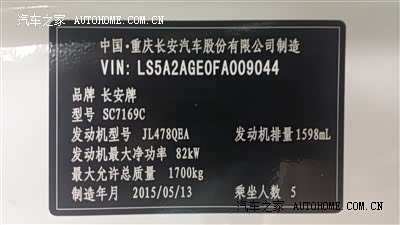 汽车之家 AUTOHOME.COM.CN
中国·重庆长安汽车股份有限公司制造
VIN: LS5A2AGE0FA009044
品牌 长安牌
型号 SC7169C
发动机型号 JL478QEA 发动机排量 1598mL
发动机最大净功率 82kW
最大允许总质量 1700kg
制造年月 2015/05/13 乘坐人数 5
汽车之家 AUTOHOME.COM.CN